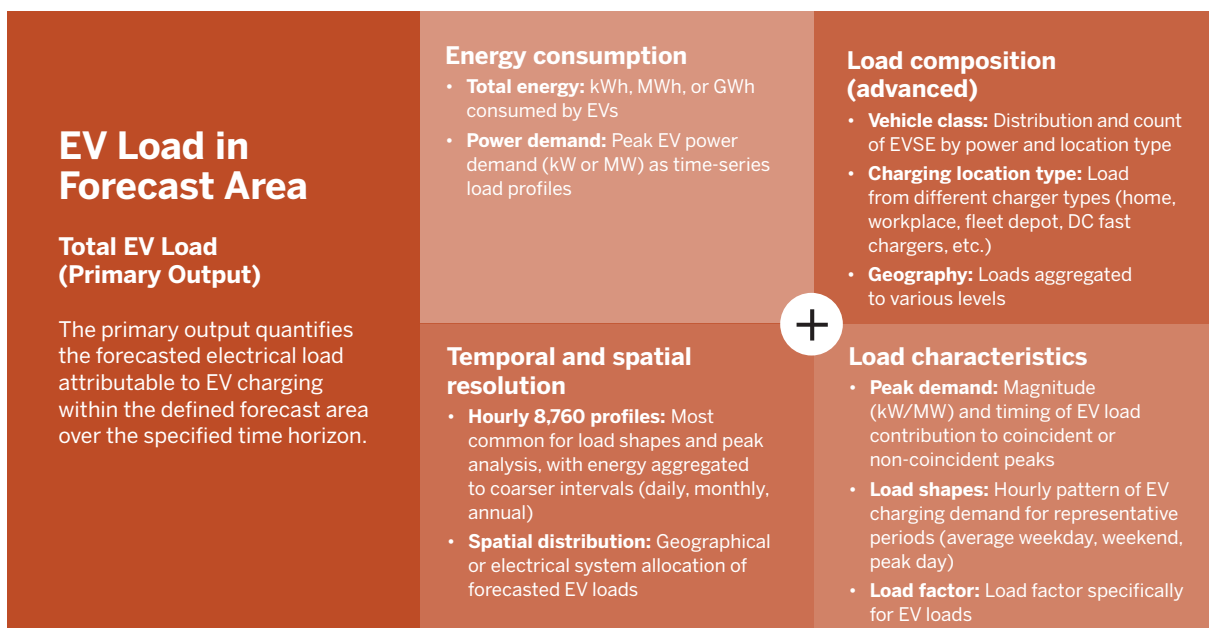 EV Load in
Forecast Area
Total EV Load
(Primary Output)
The primary output quantifies
the forecasted electrical load
attributable to EV charging
within the defined forecast area
over the specified time horizon.
Energy consumption
• Total energy: kWh, MWh, or GWh
consumed by EVs
• Power demand: Peak EV power
demand (kW or MW) as time-series
load profiles
Load composition
(advanced)
• Vehicle class: Distribution and count
of EVSE by power and location type
• Charging location type: Load
from different charger types (home,
workplace, fleet depot, DC fast
chargers, etc.)
• Geography: Loads aggregated
to various levels
+
Temporal and spatial
resolution
• Hourly 8,760 profiles: Most
common for load shapes and peak
analysis, with energy aggregated
to coarser intervals (daily, monthly,
annual)
• Spatial distribution: Geographical
or electrical system allocation of
forecasted EV loads
Load characteristics
• Peak demand: Magnitude
(kW/MW) and timing of EV load
contribution to coincident or
non-coincident peaks
• Load shapes: Hourly pattern of EV
charging demand for representative
periods (average weekday, weekend,
peak day)
• Load factor: Load factor specifically
for EV loads